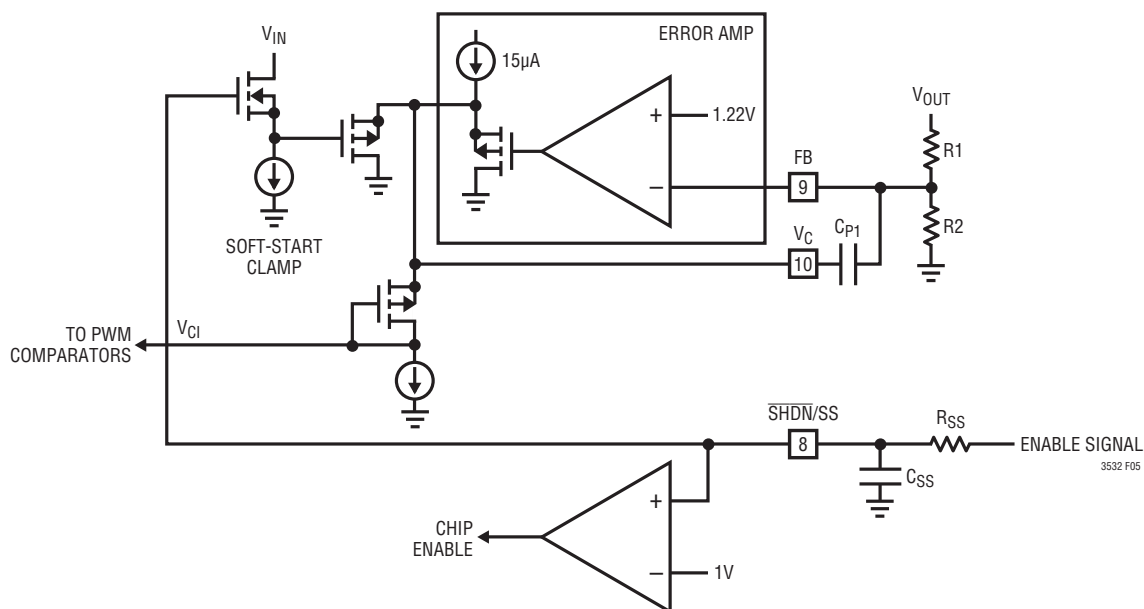 ERROR AMP
V_IN
15µA
V_OUT
+
1.22V
R1
FB
9
–
R2
V_C
C_P1
10
SOFT-START
CLAMP
TO PWM
COMPARATORS
V_CI
S̅H̅D̅N̅/SS
R_SS
8
ENABLE SIGNAL
3532 F05
C_SS
+
CHIP
ENABLE
–
1V